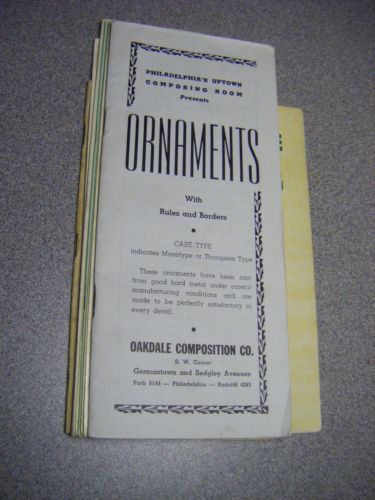 PHILADELPHIA'S UPTOWN
COMPOSING ROOM
Presents
ORNAMENTS
With
Rules and Borders
CASE TYPE
indicates Monotype or Thompson Type
These ornaments have been cast
from good hard metal under careful
manufacturing conditions and are
made to be perfectly satisfactory in
every detail.
OAKDALE COMPOSITION CO.
S. W. Corner
Germantown and Sedgley Avenues
Park 5144 — Philadelphia — Radcliff 4285